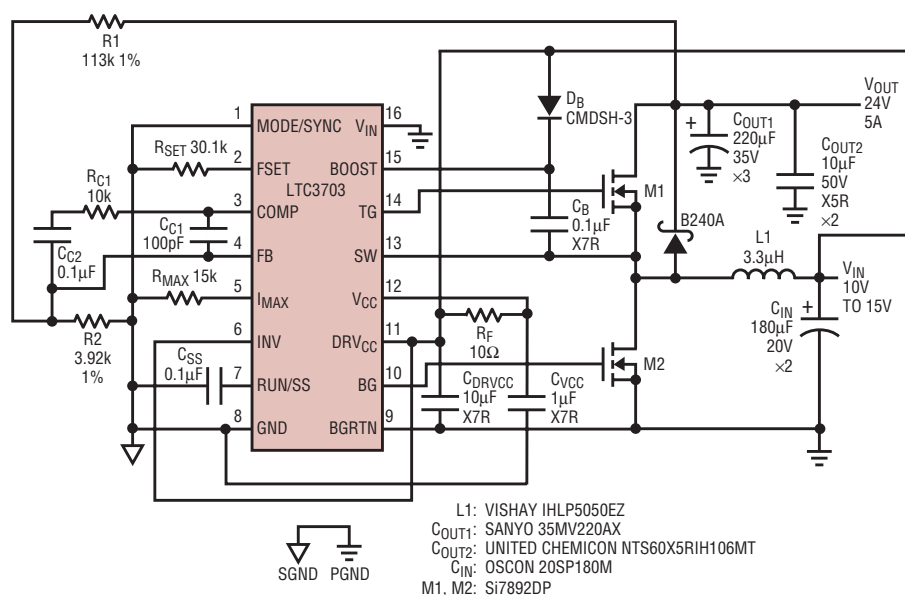 R1
113k 1%
1
MODE/SYNC
16
V_IN
R_SET 30.1k
2
FSET
15
BOOST
LTC3703
R_C1
10k
3
COMP
14
TG
C_C1
100pF
C_C2
0.1µF
4
FB
13
SW
R_MAX 15k
5
I_MAX
12
V_CC
R2
3.92k
1%
6
INV
11
DRV_CC
C_SS
0.1µF
7
RUN/SS
10
BG
8
GND
9
BGRTN
D_B
CMDSH-3
C_B
0.1µF
X7R
M1
B240A
+
C_OUT1
220µF
35V
×3
V_OUT
24V
5A
C_OUT2
10µF
50V
X5R
×2
L1
3.3µH
V_IN
10V
TO 15V
+
C_IN
180µF
20V
×2
R_F
10Ω
M2
C_DRVCC
10µF
X7R
C_VCC
1µF
X7R
SGND
PGND
L1: VISHAY IHLP5050EZ
C_OUT1: SANYO 35MV220AX
C_OUT2: UNITED CHEMICON NTS60X5RIH106MT
C_IN: OSCON 20SP180M
M1, M2: Si7892DP